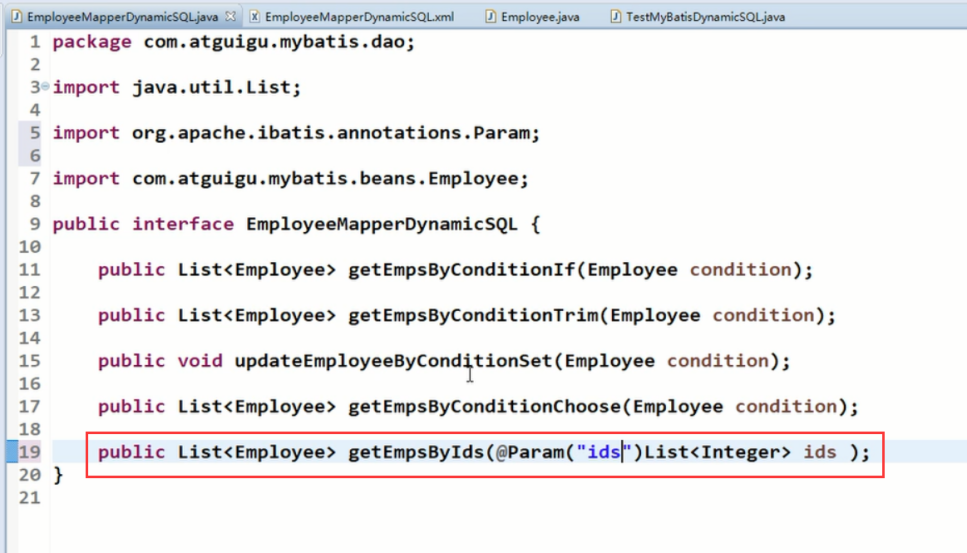 EmployeeMapperDynamicSQL.java EmployeeMapperDynamicSQL.xml Employee.java TestMyBatisDynamicSQL.java
1 package com.atguigu.mybatis.dao;
2
3 import java.util.List;
4
5 import org.apache.ibatis.annotations.Param;
6
7 import com.atguigu.mybatis.beans.Employee;
8
9 public interface EmployeeMapperDynamicSQL {
10
11 public List<Employee> getEmpsByConditionIf(Employee condition);
12
13 public List<Employee> getEmpsByConditionTrim(Employee condition);
14
15 public void updateEmployeeByConditionSet(Employee condition);
16
17 public List<Employee> getEmpsByConditionChoose(Employee condition);
18
19 public List<Employee> getEmpsByIds(@Param("ids")List<Integer> ids );
20 }
21